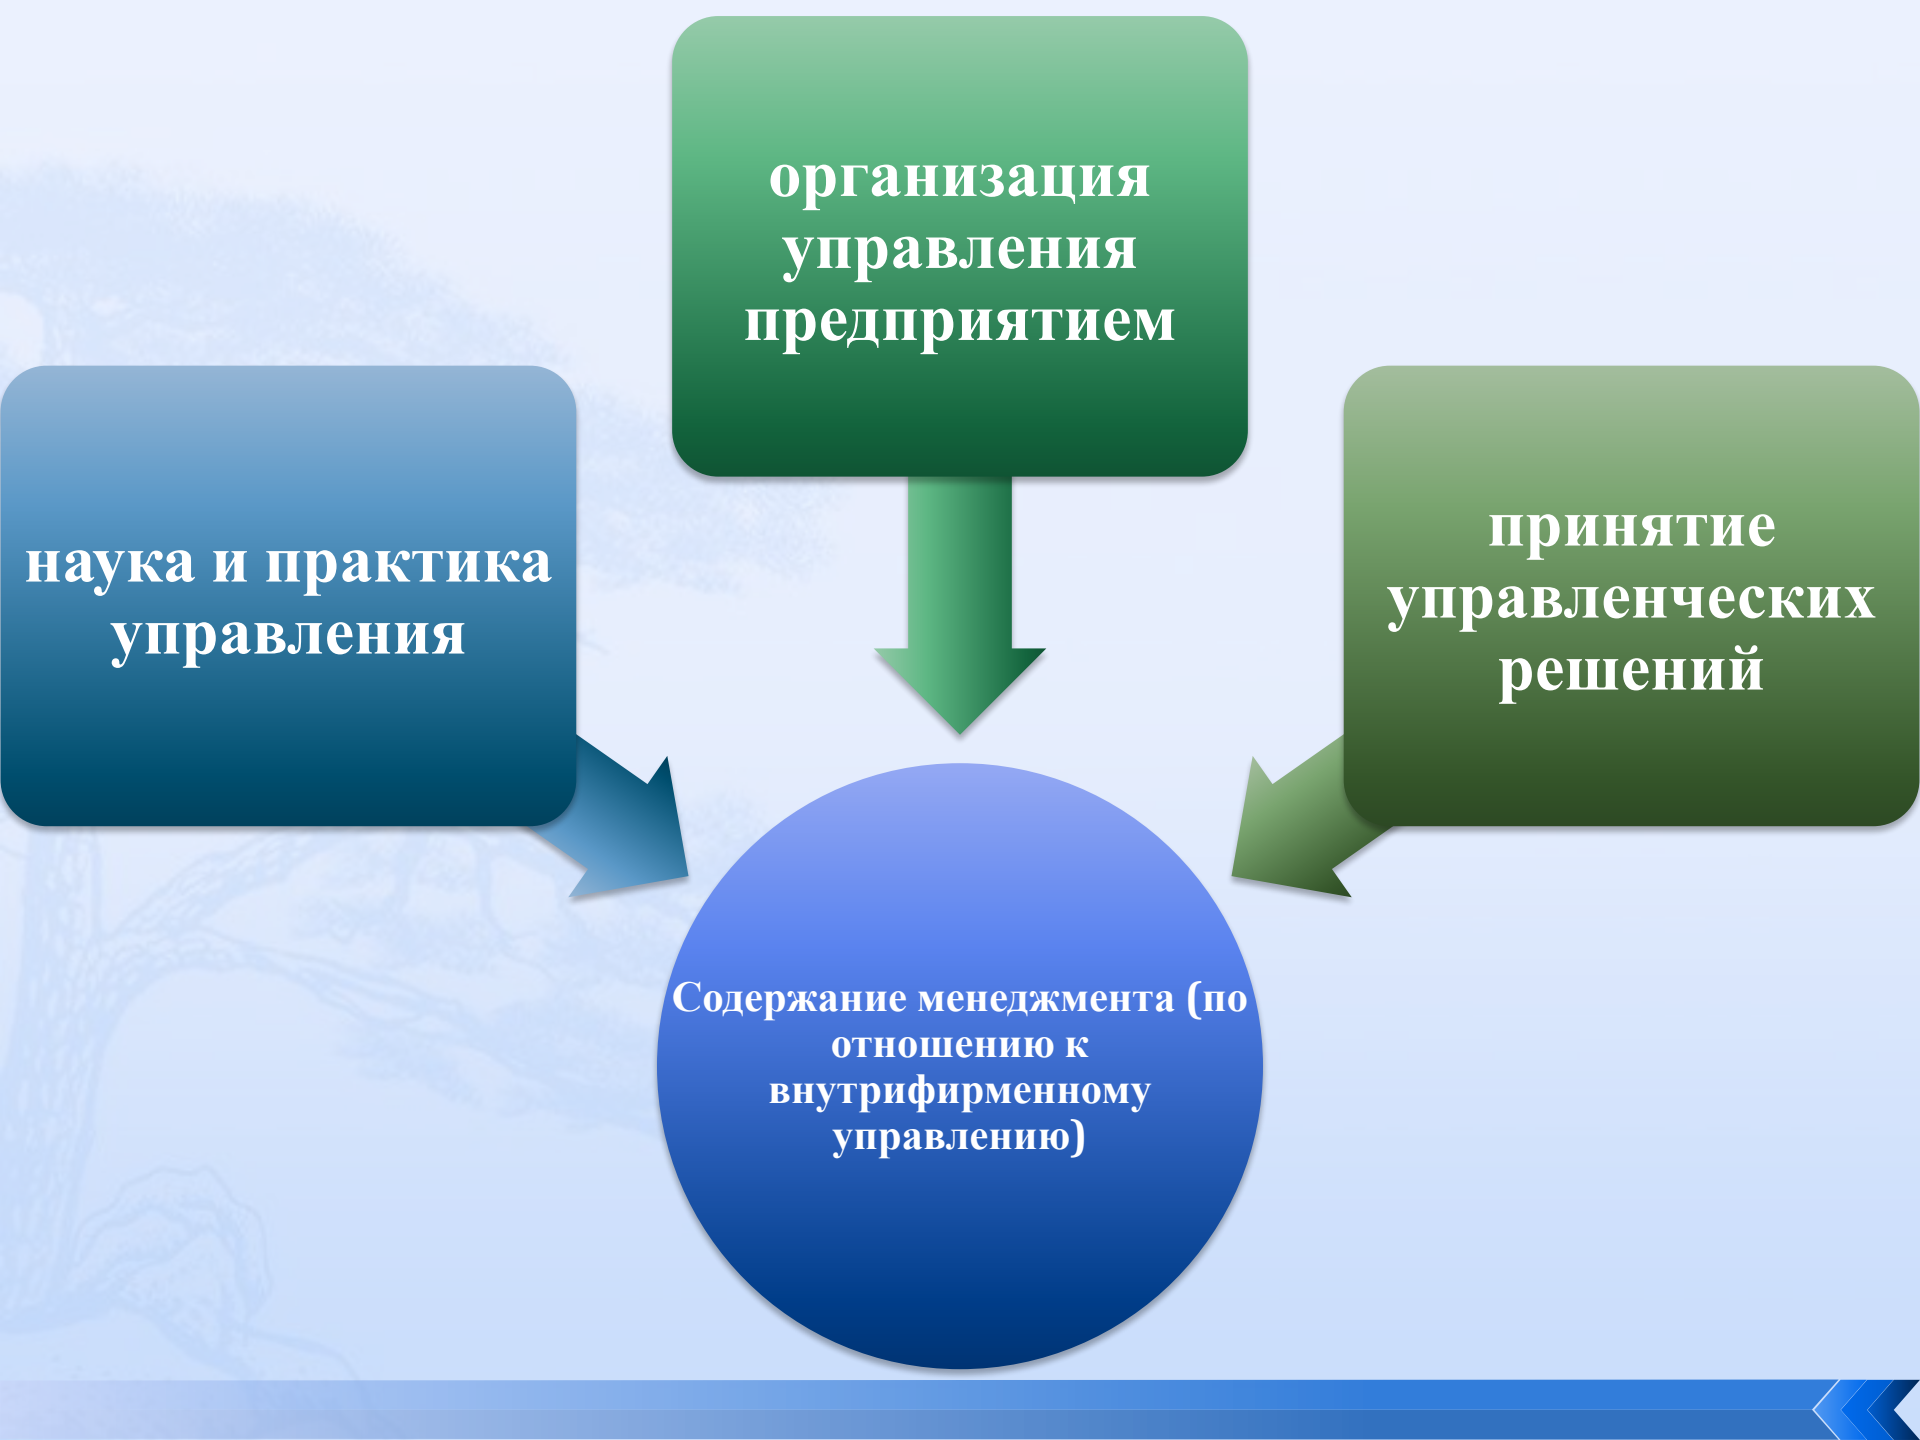 организация
управления
предприятием
наука и практика
управления
принятие
управленческих
решений
Содержание менеджмента (по
отношению к
внутрифирменному
управлению)